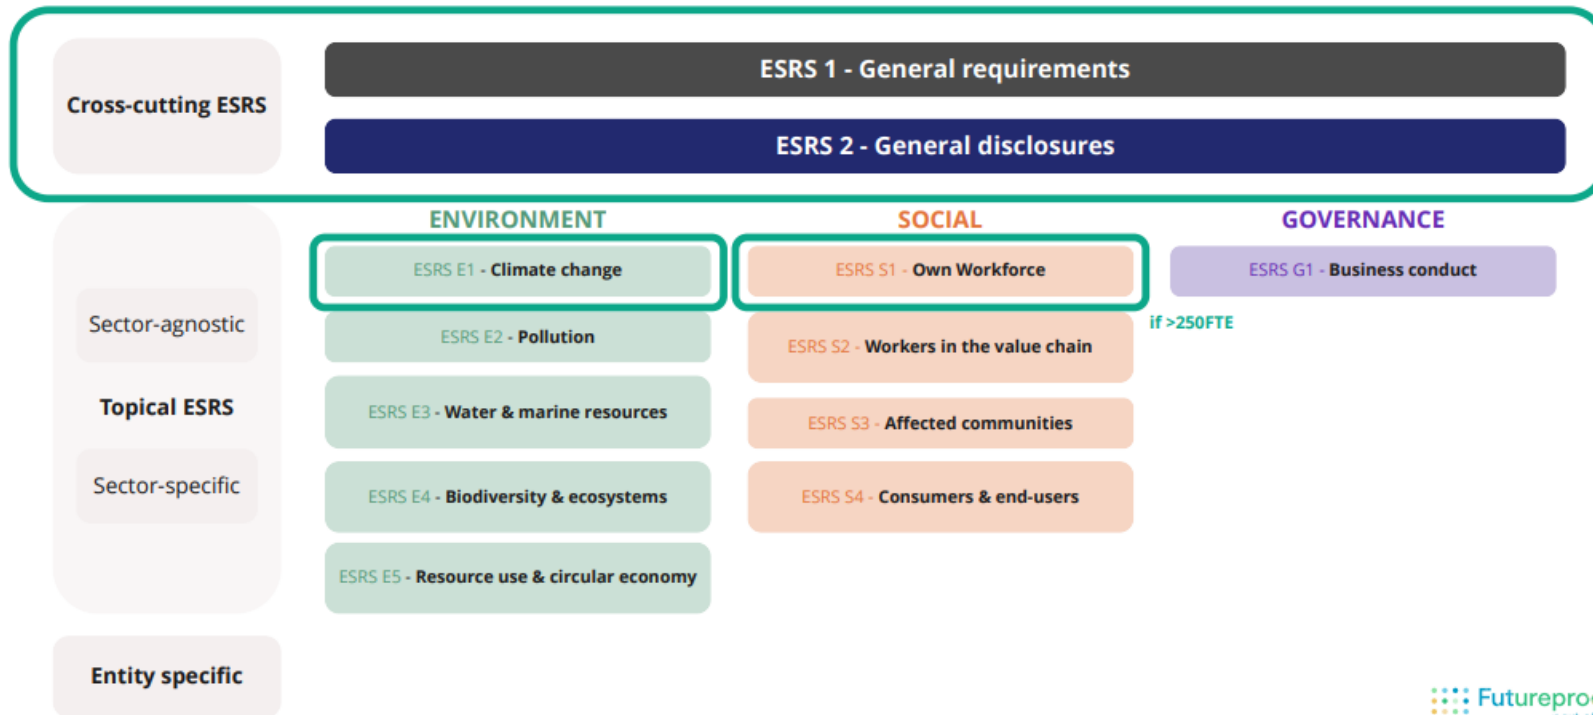 Cross-cutting ESRS
ESRS 1 - General requirements
ESRS 2 - General disclosures
ENVIRONMENT
SOCIAL
GOVERNANCE
Sector-agnostic
Topical ESRS
Sector-specific
ESRS E1 - Climate change
ESRS E2 - Pollution
ESRS E3 - Water & marine resources
ESRS E4 - Biodiversity & ecosystems
ESRS E5 - Resource use & circular economy
ESRS S1 - Own Workforce
if >250FTE
ESRS S2 - Workers in the value chain
ESRS S3 - Affected communities
ESRS S4 - Consumers & end-users
ESRS G1 - Business conduct
Entity specific